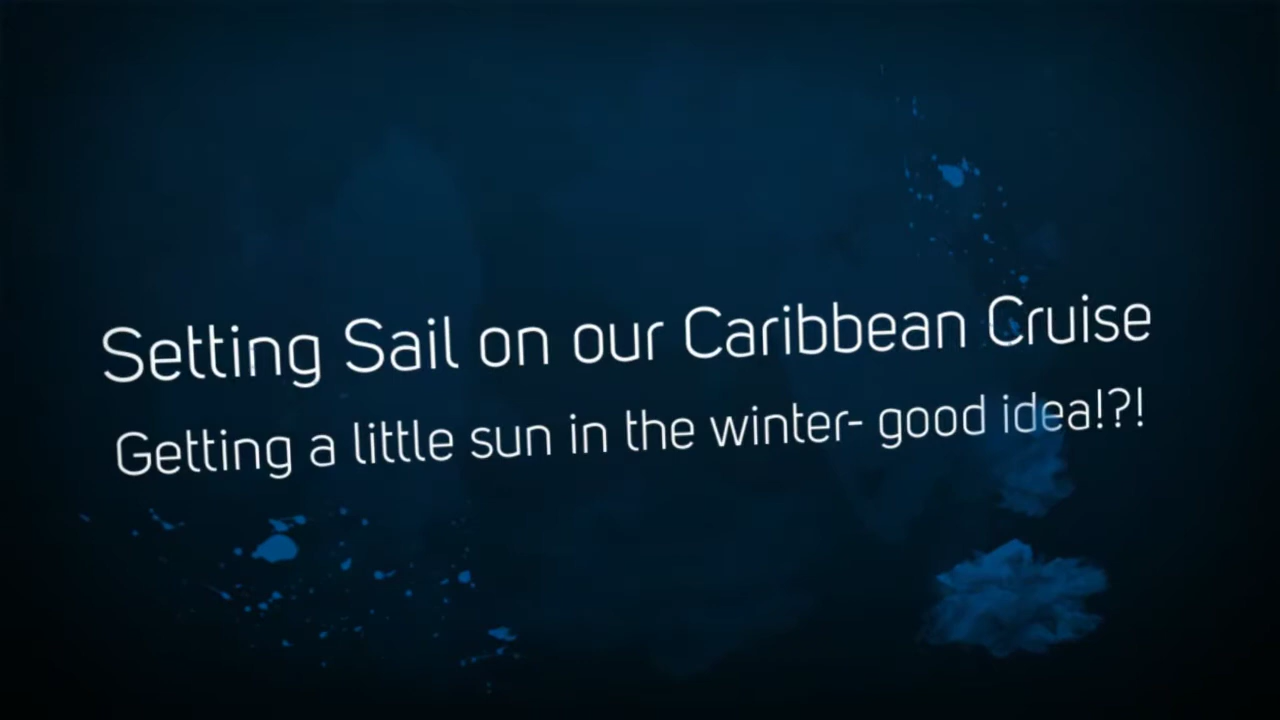 Setting Sail on our Caribbean Cruise
Getting a little sun in the winter- good idea!?!